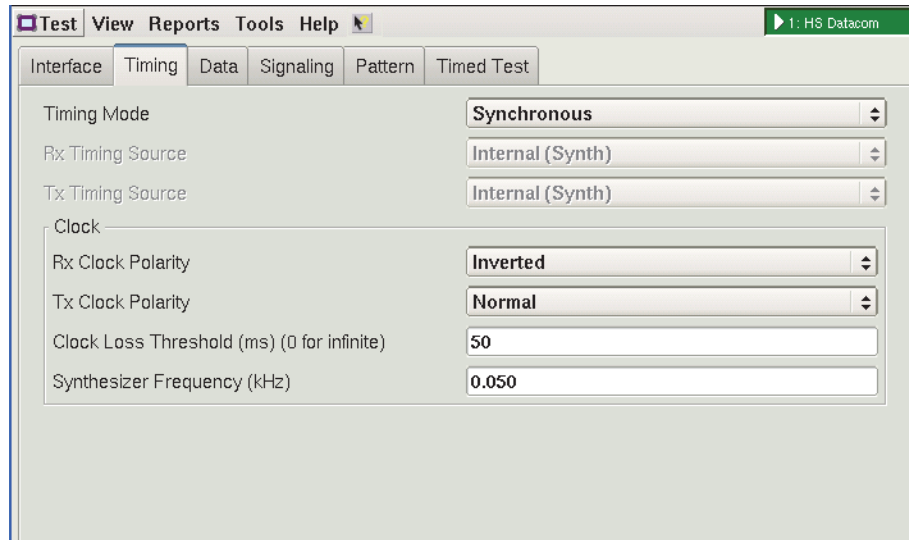 Test View Reports Tools Help 1: HS Datacom
Interface Timing Data Signaling Pattern Timed Test
Timing Mode Synchronous
Rx Timing Source Internal (Synth)
Tx Timing Source Internal (Synth)
Clock
Rx Clock Polarity Inverted
Tx Clock Polarity Normal
Clock Loss Threshold (ms) (0 for infinite) 50
Synthesizer Frequency (kHz) 0.050